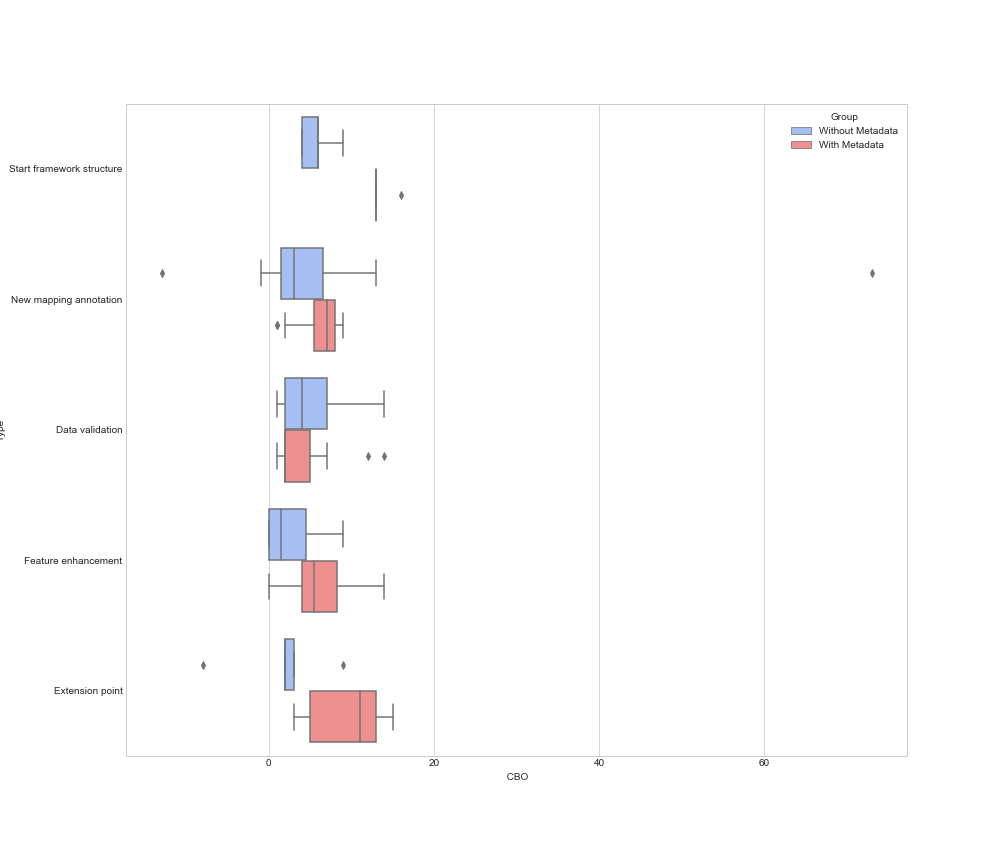 Group
Without Metadata
With Metadata
Start framework structure
New mapping annotation
Data validation
Feature enhancement
Extension point
0 20 40 60
CBO